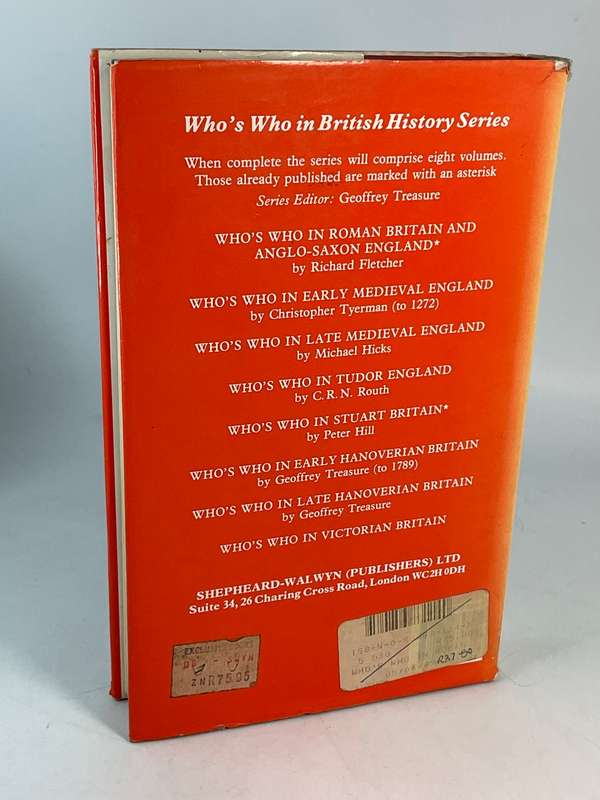 Who's Who in British History Series
When complete the series will comprise eight volumes.
Those already published are marked with an asterisk
Series Editor: Geoffrey Treasure
WHO'S WHO IN ROMAN BRITAIN AND
ANGLO-SAXON ENGLAND*
by Richard Fletcher
WHO'S WHO IN EARLY MEDIEVAL ENGLAND
by Christopher Tyerman (to 1272)
WHO'S WHO IN LATE MEDIEVAL ENGLAND
by Michael Hicks
WHO'S WHO IN TUDOR ENGLAND
by C.R.N. Routh
WHO'S WHO IN STUART BRITAIN*
by Peter Hill
WHO'S WHO IN EARLY HANOVERIAN BRITAIN
by Geoffrey Treasure (to 1789)
WHO'S WHO IN LATE HANOVERIAN BRITAIN
by Geoffrey Treasure
WHO'S WHO IN VICTORIAN BRITAIN
SHEPHEARD-WALWYN (PUBLISHERS) LTD
Suite 34, 26 Charing Cross Road, London WC2H 0DH
ZNR75.95
WHO'S WHO IN